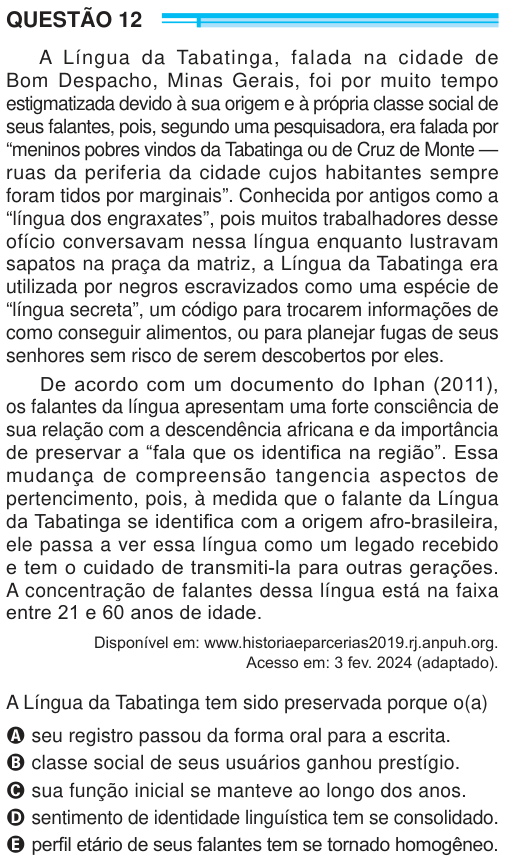 QUESTÃO 12
A Língua da Tabatinga, falada na cidade de
Bom Despacho, Minas Gerais, foi por muito tempo
estigmatizada devido à sua origem e à própria classe social de
seus falantes, pois, segundo uma pesquisadora, era falada por
“meninos pobres vindos da Tabatinga ou de Cruz de Monte —
ruas da periferia da cidade cujos habitantes sempre
foram tidos por marginais”. Conhecida por antigos como a
“língua dos engraxates”, pois muitos trabalhadores desse
ofício conversavam nessa língua enquanto lustravam
sapatos na praça da matriz, a Língua da Tabatinga era
utilizada por negros escravizados como uma espécie de
“língua secreta”, um código para trocarem informações de
como conseguir alimentos, ou para planejar fugas de seus
senhores sem risco de serem descobertos por eles.
De acordo com um documento do Iphan (2011),
os falantes da língua apresentam uma forte consciência de
sua relação com a descendência africana e da importância
de preservar a “fala que os identifica na região”. Essa
mudança de compreensão tangencia aspectos de
pertencimento, pois, à medida que o falante da Língua
da Tabatinga se identifica com a origem afro-brasileira,
ele passa a ver essa língua como um legado recebido
e tem o cuidado de transmiti-la para outras gerações.
A concentração de falantes dessa língua está na faixa
entre 21 e 60 anos de idade.
Disponível em: www.historiaeparcerias2019.rj.anpuh.org.
Acesso em: 3 fev. 2024 (adaptado).
A Língua da Tabatinga tem sido preservada porque o(a)
A seu registro passou da forma oral para a escrita.
B classe social de seus usuários ganhou prestígio.
C sua função inicial se manteve ao longo dos anos.
D sentimento de identidade linguística tem se consolidado.
E perfil etário de seus falantes tem se tornado homogêneo.